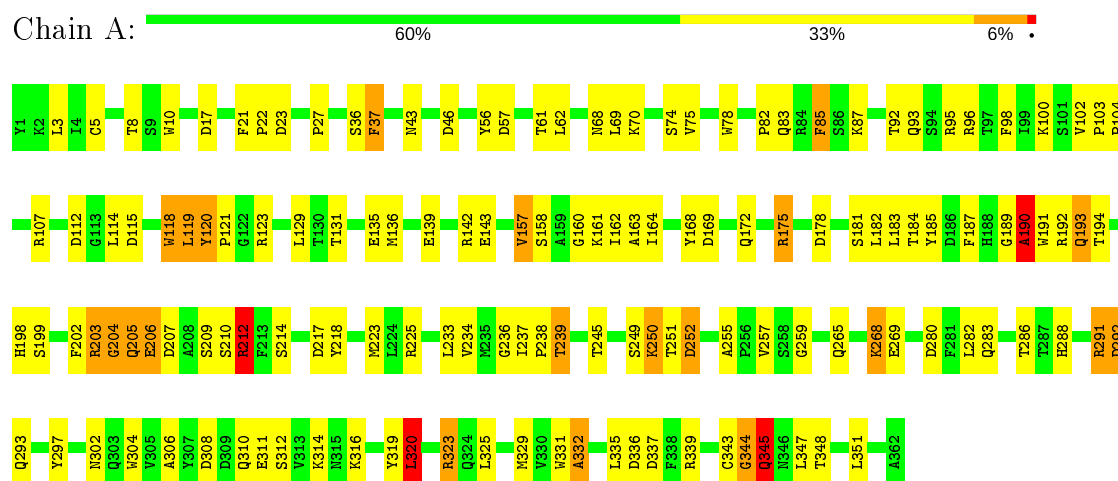 Chain A:
60% 33% 6% •
Y1 K2 L3 I4 C5 T8 S9 W10 D17 F21 P22 D23 P27 S36 F37 N43 D46 Y56 D57 T61 L62 N68 L69 K70 S74 V75 W78 P82 Q83 R84 F85 S86 K87 T92 Q93 S94 R95 R96 T97 F98 I99 K100 S101 V102 P103
R107 D112 G113 L114 D115 W118 L119 Y120 P121 G122 R123 L129 T130 T131 E135 M136 E139 R142 E143 V157 S158 A159 G160 K161 I162 A163 I164 Y168 D169 Q172 R175 D178 S181 L182 L183 T184 Y185 D186 F187 H188 G189 A190 W191 R192 Q193 T194
H198 S199 F202 R203 G204 Q205 E206 D207 A208 S209 S210 R212 F213 S214 D217 Y218 M223 L224 R225 L233 V234 M235 G236 I237 P238 T239 T245 S249 K250 T251 D252 A255 P256 V257 S258 G259 Q265 K268 E269 D280 F281 L282 Q283 T286 T287 H288 R291
Q293 Y297 N302 Q303 W304 V305 A306 Y307 D308 D309 Q310 E311 S312 V313 K314 N315 K316 Y319 L320 R323 Q324 L325 M329 V330 W331 A332 L335 D336 D337 F338 R339 C343 G344 Q345 N346 L347 T348 L351 A362